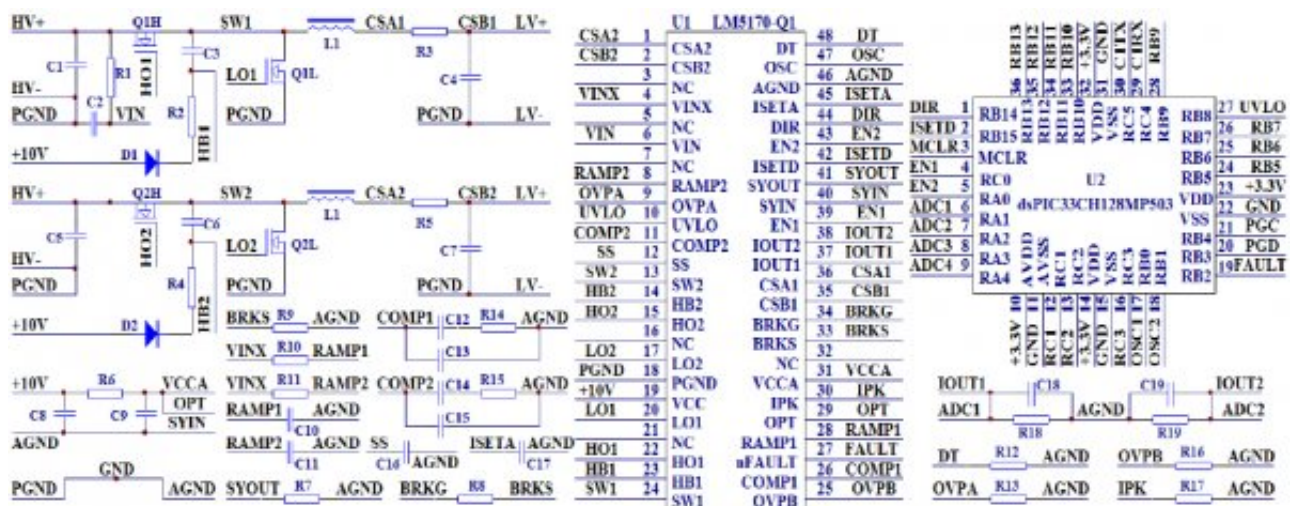 HV+ Q1H SW1 CSA1 CSB1 LV+
L1 R3
C1 R1 HO1 C3 LO1 Q1L C4
HV-
C2 R2
PGND VIN PGND LV-
HB1
+10V D1
HV+ Q2H SW2 CSA2 CSB2 LV+
L1 R5
C5 HO2 C6 LO2 Q2L C7
HV-
R4
PGND PGND LV-
HB2
+10V D2
BRKS R9 AGND COMP1 C12 R14 AGND
VINX R10 RAMP1 C13
+10V R6 VCCA VINX R11 RAMP2 COMP2 C14 R15 AGND
OPT
C8 C9 SYIN RAMP1 AGND C15
C10
AGND RAMP2 AGND SS ISETA AGND
C11 C16 AGND C17
GND
PGND AGND SYOUT R7 AGND BRKG R8 BRKS
U1 LM5170-Q1
CSA2 1 CSA2 DT 48 DT
CSB2 2 CSB2 OSC 47 OSC
3 NC AGND 46 AGND
VINX 4 VINX ISETA 45 ISETA
5 NC DIR 44 DIR
VIN 6 VIN EN2 43 EN2
7 NC ISETD 42 ISETD
RAMP2 8 RAMP2 SYOUT 41 SYOUT
OVPA 9 OVPA SYIN 40 SYIN
UVLO 10 UVLO EN1 39 EN1
COMP2 11 COMP2 IOUT2 38 IOUT2
SS 12 SS IOUT1 37 IOUT1
SW2 13 SW2 CSA1 36 CSA1
HB2 14 HB2 CSB1 35 CSB1
HO2 15 HO2 BRKG 34 BRKG
16 NC BRKS 33 BRKS
LO2 17 LO2 NC 32
PGND 18 PGND VCCA 31 VCCA
+10V 19 VCC IPK 30 IPK
LO1 20 LO1 OPT 29 OPT
21 NC RAMP1 28 RAMP1
HO1 22 HO1 nFAULT 27 FAULT
HB1 23 HB1 COMP1 26 COMP1
SW1 24 SW1 OVPB 25 OVPB
RB13 RB12 RB11 RB10 +3.3V GND CTTX CTRX RB9
36 35 34 33 32 31 30 29 28
RB13 RB12 RB11 RB10 VDD VSS RC5 RC4 RB9
DIR 1 RB14 RB8 27 UVLO
ISETD 2 RB15 RB7 26 RB7
MCLR 3 MCLR RB6 25 RB6
EN1 4 RC0 RB5 24 RB5
EN2 5 RA0 U2 VDD 23 +3.3V
ADC1 6 RA1 dsPIC33CH128MP503 VSS 22 GND
ADC2 7 RA2 RB4 21 PGC
ADC3 8 RA3 RB3 20 PGD
ADC4 9 RA4 RB2 19 FAULT
AVDD AVSS RC1 RC2 VDD VSS RC3 RB0 RB1
10 11 12 13 14 15 16 17 18
+3.3V GND RC1 RC2 +3.3V GND RC3 OSC1 OSC2
IOUT1 C18 C19 IOUT2
ADC1 AGND ADC2
R18 R19
DT R12 AGND OVPB R16 AGND
OVPA R13 AGND IPK R17 AGND